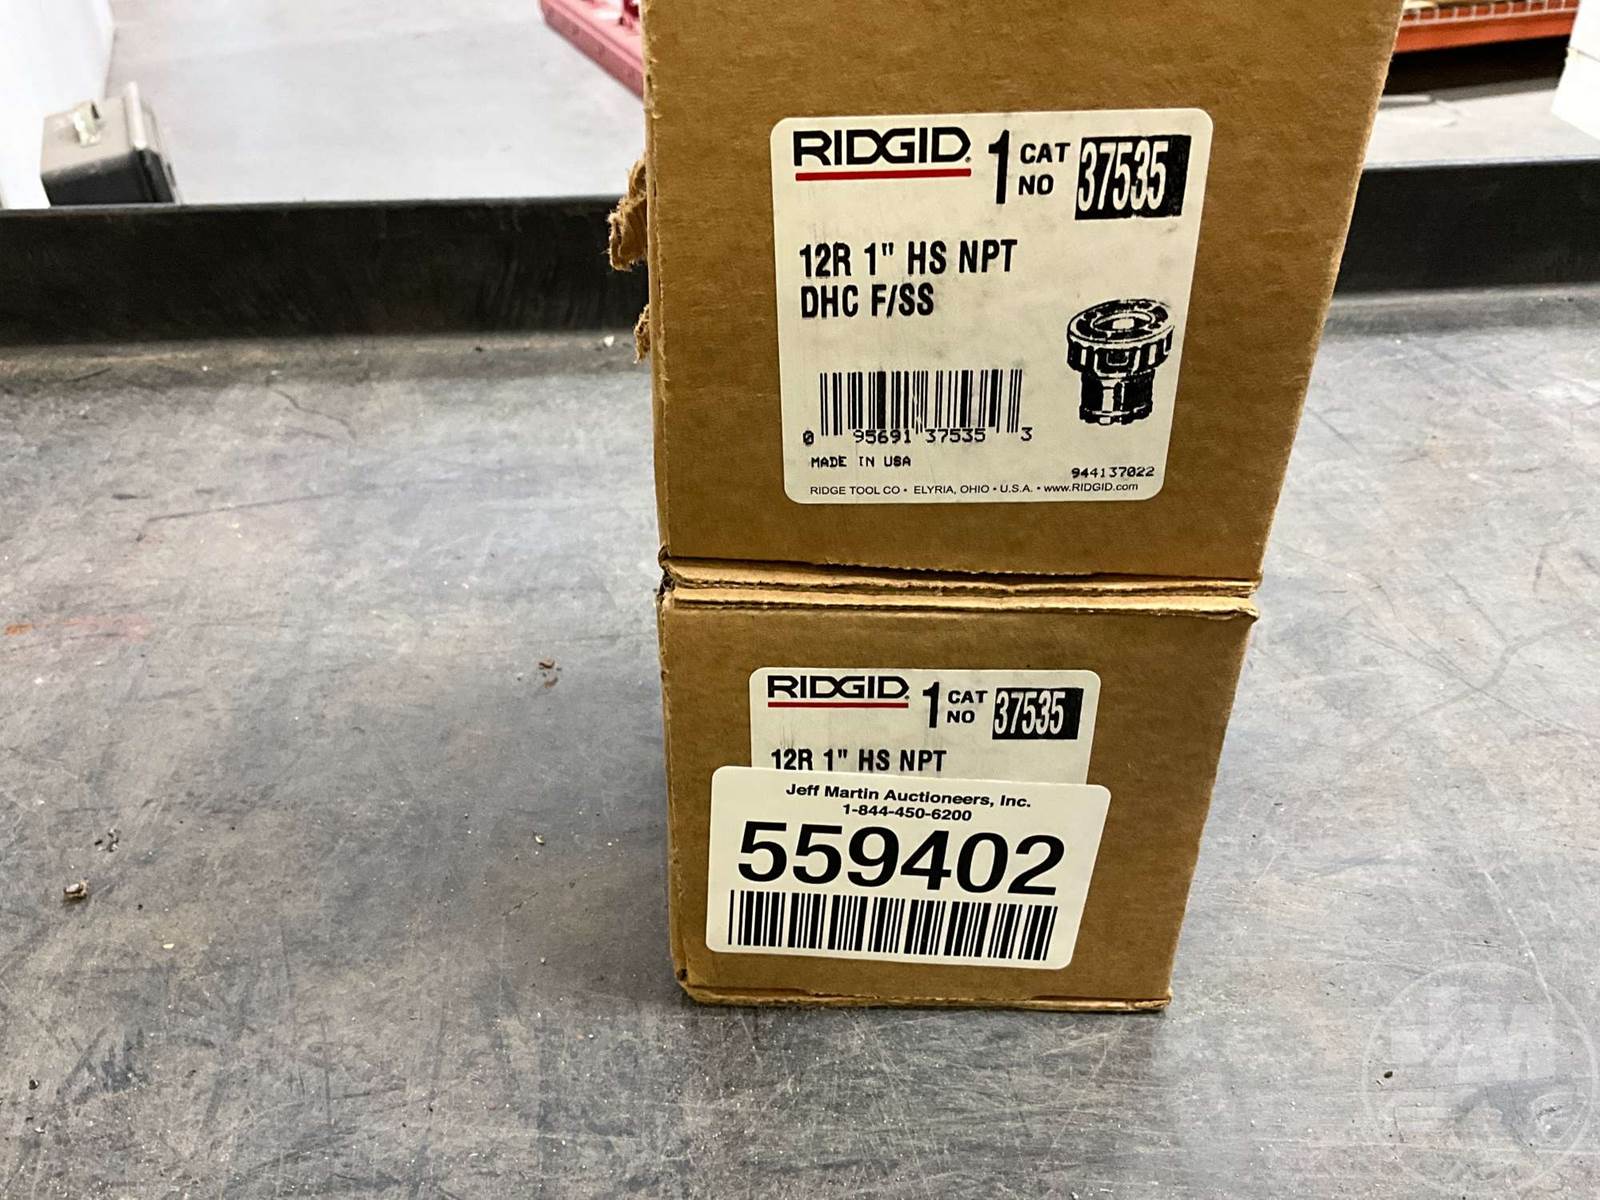 RIDGID 1 CAT NO 37535
12R 1" HS NPT
DHC F/SS
0 95691 37535 3
MADE IN USA
944137022
RIDGE TOOL CO • ELYRIA, OHIO • U.S.A. • www.RIDGID.com
RIDGID 1 CAT NO 37535
12R 1" HS NPT
Jeff Martin Auctioneers, Inc.
1-844-450-6200
559402